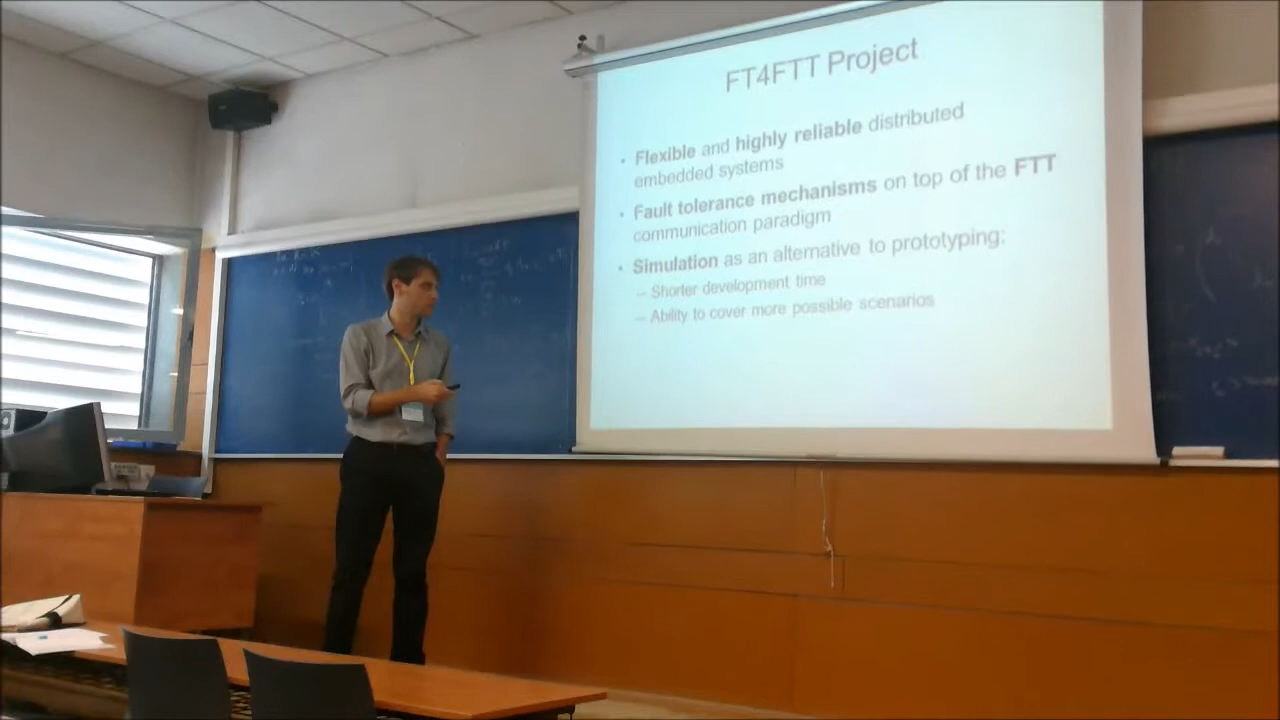 FT4FTT Project
• Flexible and highly reliable distributed
embedded systems
• Fault tolerance mechanisms on top of the FTT
communication paradigm
• Simulation as an alternative to prototyping:
– Shorter development time
– Ability to cover more possible scenarios